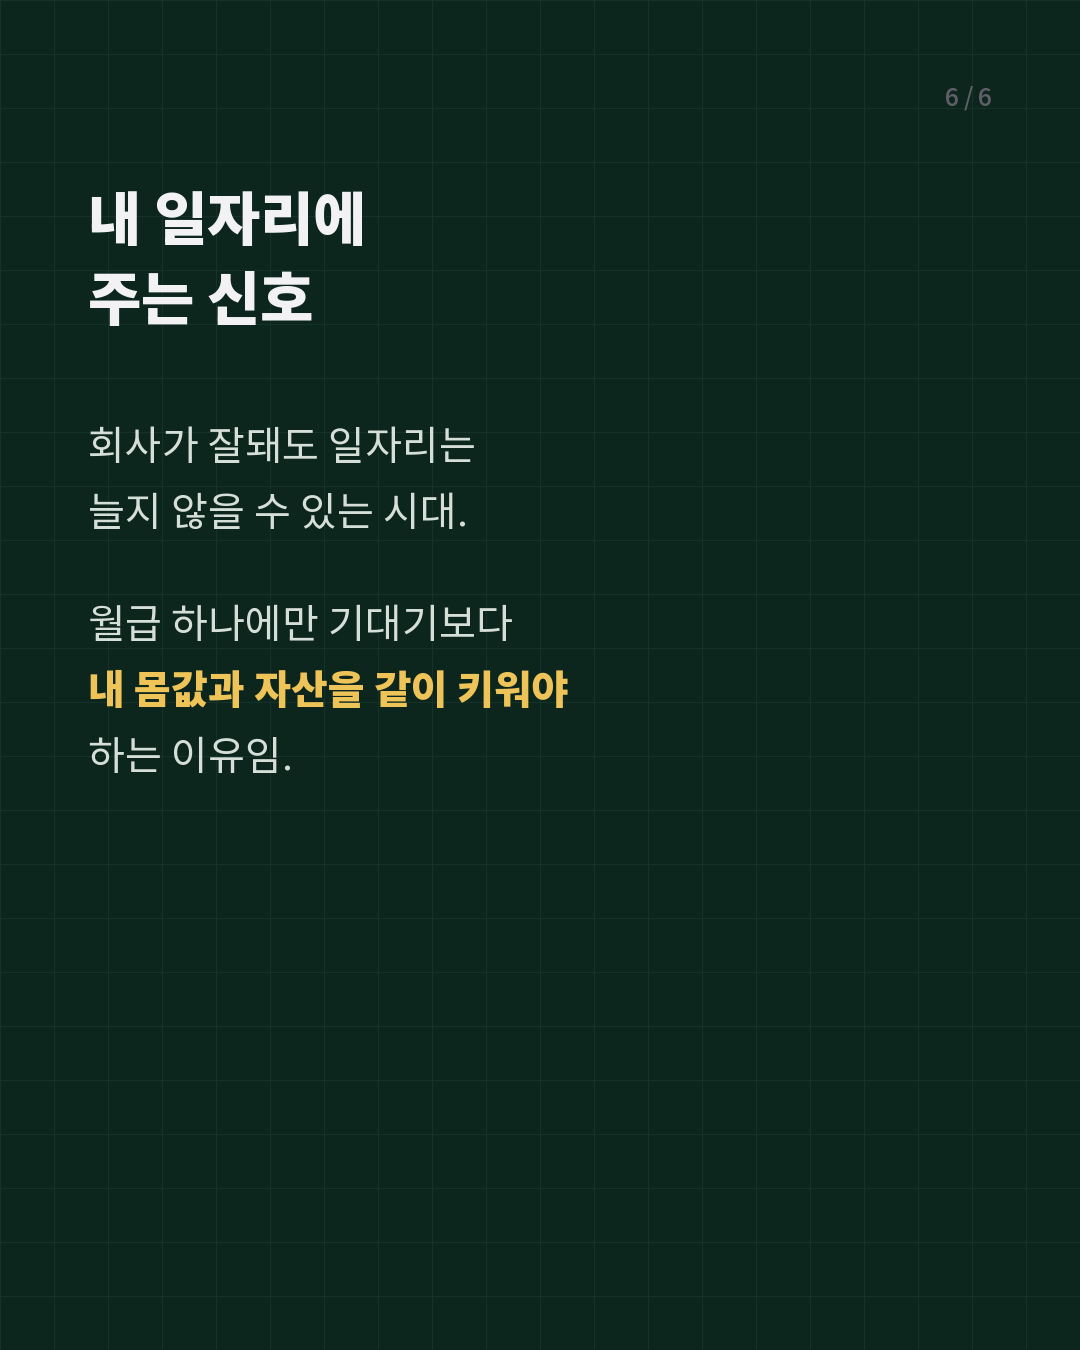 6 / 6
내 일자리에
주는 신호
회사가 잘돼도 일자리는
늘지 않을 수 있는 시대.
월급 하나에만 기대기보다
내 몸값과 자산을 같이 키워야
하는 이유임.